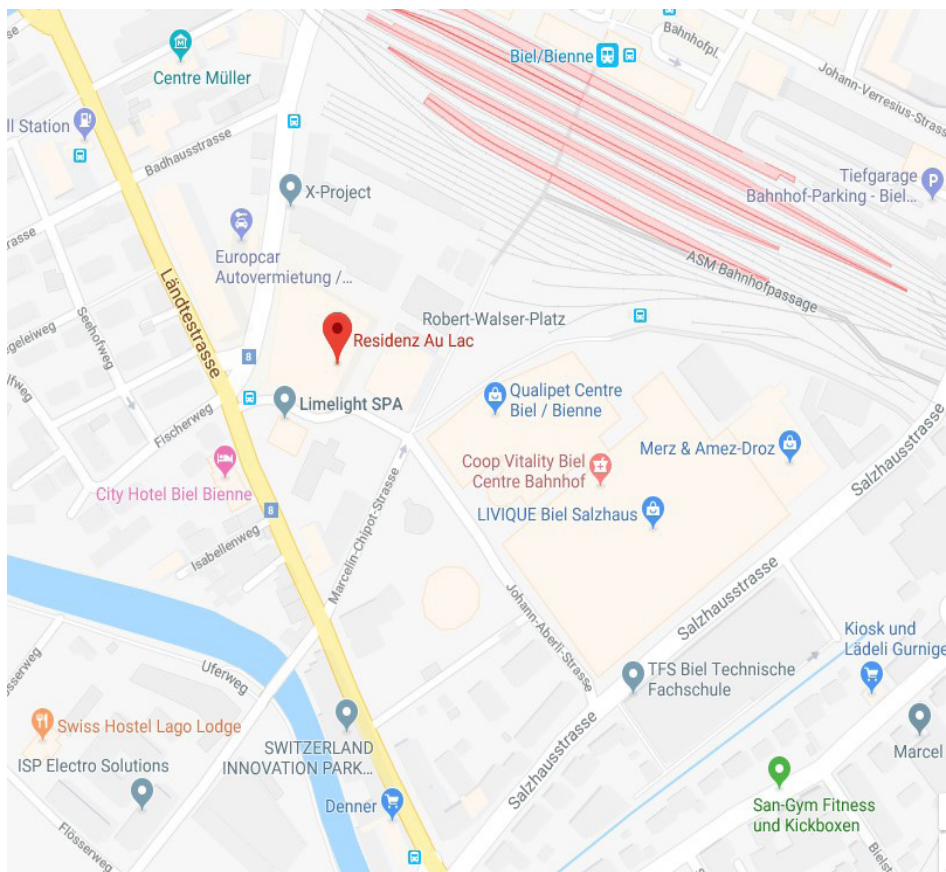 Biel/Bienne
Bahnhofpl.
Johann-Verresius-Strass
Centre Müller
ll Station
Badhausstrasse
X-Project
Tiefgarage
Bahnhof-Parking - Biel...
Europcar
Autovermietung /...
ASM Bahnhofpassage
Ländtestrasse
Seehofweg
Robert-Walser-Platz
Residenz Au Lac
8
Qualipet Centre
Biel / Bienne
Limelight SPA
Fischerweg
Merz & Amez-Droz
Salzhausstrasse
Coop Vitality Biel
Centre Bahnhof
City Hotel Biel Bienne
LIVIQUE Biel Salzhaus
8
Isabellenweg
Marcelin-Chipot-Strasse
Johann-Aberli-Strasse
Salzhausstrasse
Kiosk und
Lädeli Gurnige
Uferweg
TFS Biel Technische
Fachschule
Swiss Hostel Lago Lodge
SWITZERLAND
INNOVATION PARK...
Marcel
ISP Electro Solutions
Salzhausstrasse
Denner
San-Gym Fitness
und Kickboxen
Flösserweg
P